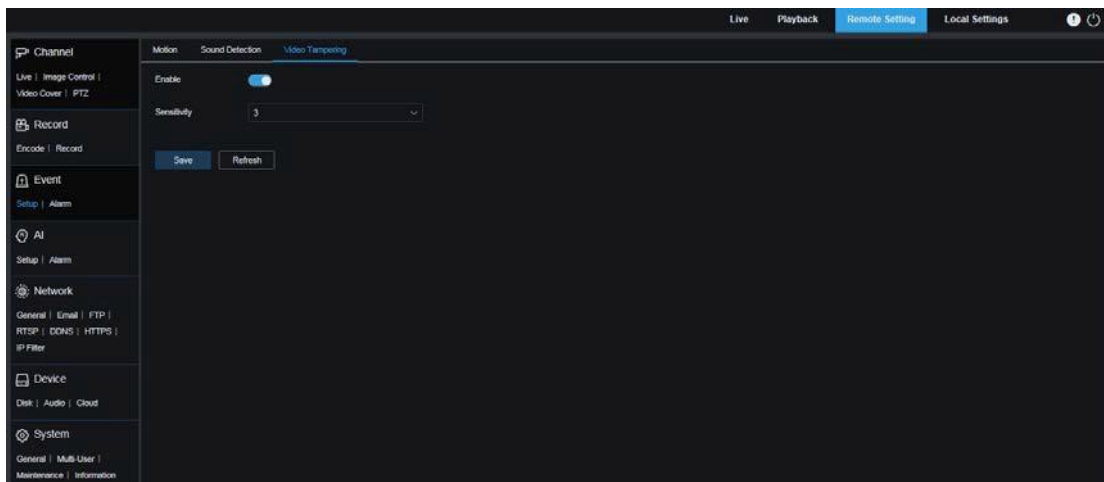 Live Playback Remote Setting Local Settings
Channel
Live | Image Control |
Video Cover | PTZ
Record
Encode | Record
Event
Setup | Alarm
AI
Setup | Alarm
Network
General | Email | FTP |
RTSP | DDNS | HTTPS |
IP Filter
Device
Disk | Audio | Cloud
System
General | Multi-User |
Maintenance | Information
Motion Sound Detection Video Tampering
Enable
Sensitivity 3
Save Refresh